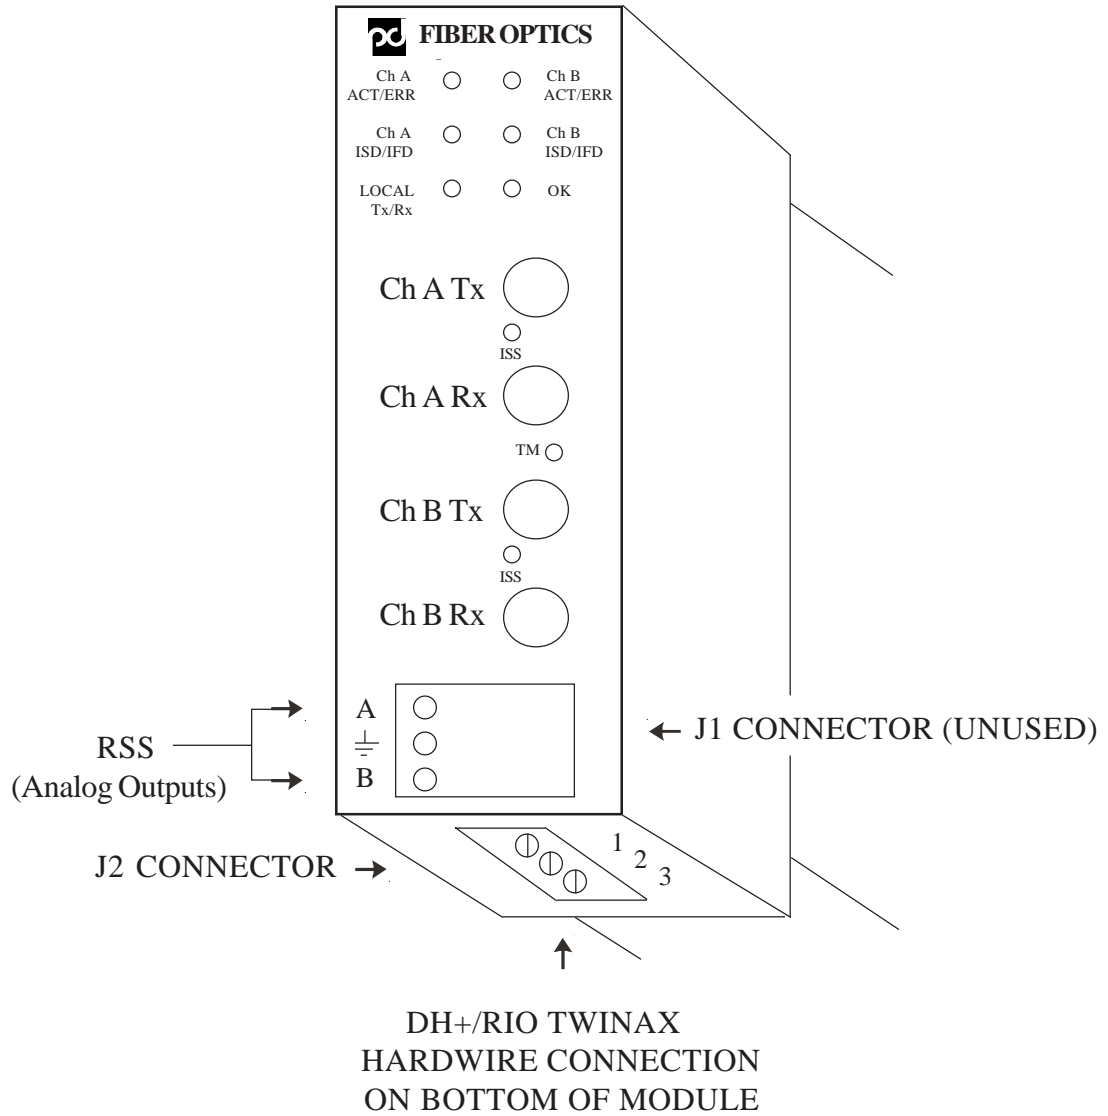 pd FIBER OPTICS
Ch A
ACT/ERR
Ch B
ACT/ERR
Ch A
ISD/IFD
Ch B
ISD/IFD
LOCAL
Tx/Rx
OK
Ch A Tx
ISS
Ch A Rx
TM
Ch B Tx
ISS
Ch B Rx
A
B
RSS
(Analog Outputs)
J1 CONNECTOR (UNUSED)
J2 CONNECTOR
1
2
3
DH+/RIO TWINAX
HARDWIRE CONNECTION
ON BOTTOM OF MODULE